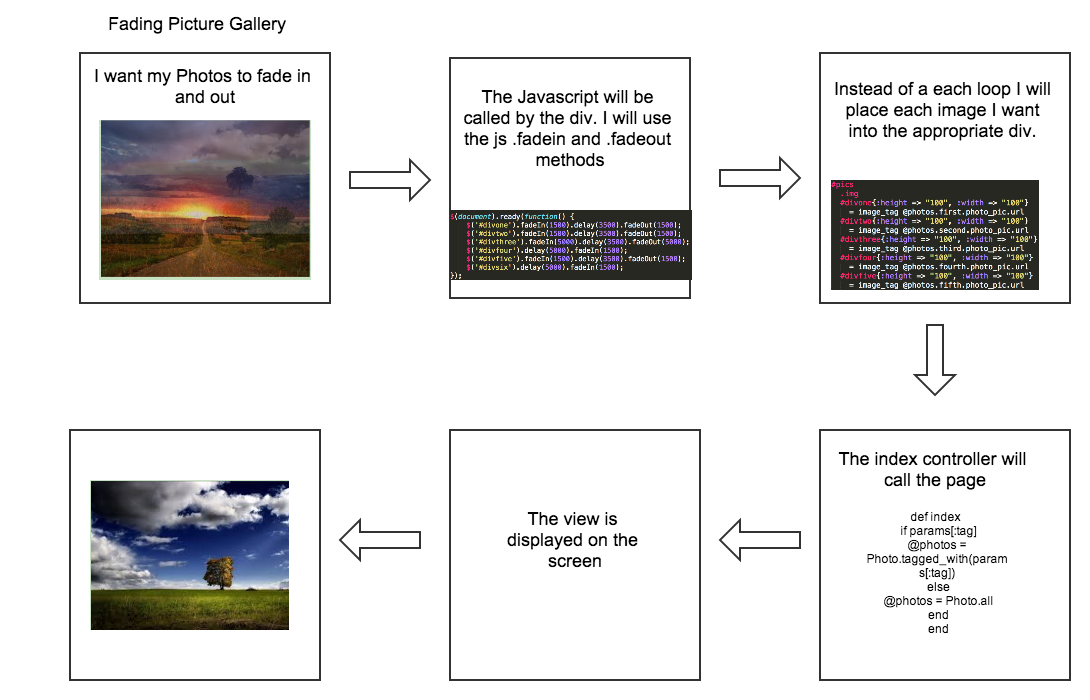 Fading Picture Gallery
I want my Photos to fade in
and out
The Javascript will be
called by the div. I will use
the js .fadein and .fadeout
methods
$(document).ready(function() {
$('#divone').fadeIn(1500).delay(3500).fadeOut(1500);
$('#divtwo').fadeIn(1500).delay(3500).fadeOut(1500);
$('#divthree').fadeIn(5000).delay(3500).fadeOut(5000);
$('#divfour').delay(5000).fadeIn(1500);
$('#divfive').fadeIn(1500).delay(3500).fadeOut(1500);
$('#divsix').delay(5000).fadeIn(1500);
});
Instead of a each loop I will
place each image I want
into the appropriate div.
#pics
.img
#divone{:height => "100", :width => "100"}
= image_tag @photos.first.photo_pic.url
#divtwo{:height => "100", :width => "100"}
= image_tag @photos.second.photo_pic.url
#divthree{:height => "100", :width => "100"}
= image_tag @photos.third.photo_pic.url
#divfour{:height => "100", :width => "100"}
= image_tag @photos.fourth.photo_pic.url
#divfive{:height => "100", :width => "100"}
= image_tag @photos.fifth.photo_pic.url
The index controller will
call the page
def index
if params[:tag]
@photos =
Photo.tagged_with(param
s[:tag])
else
@photos = Photo.all
end
end
The view is
displayed on the
screen